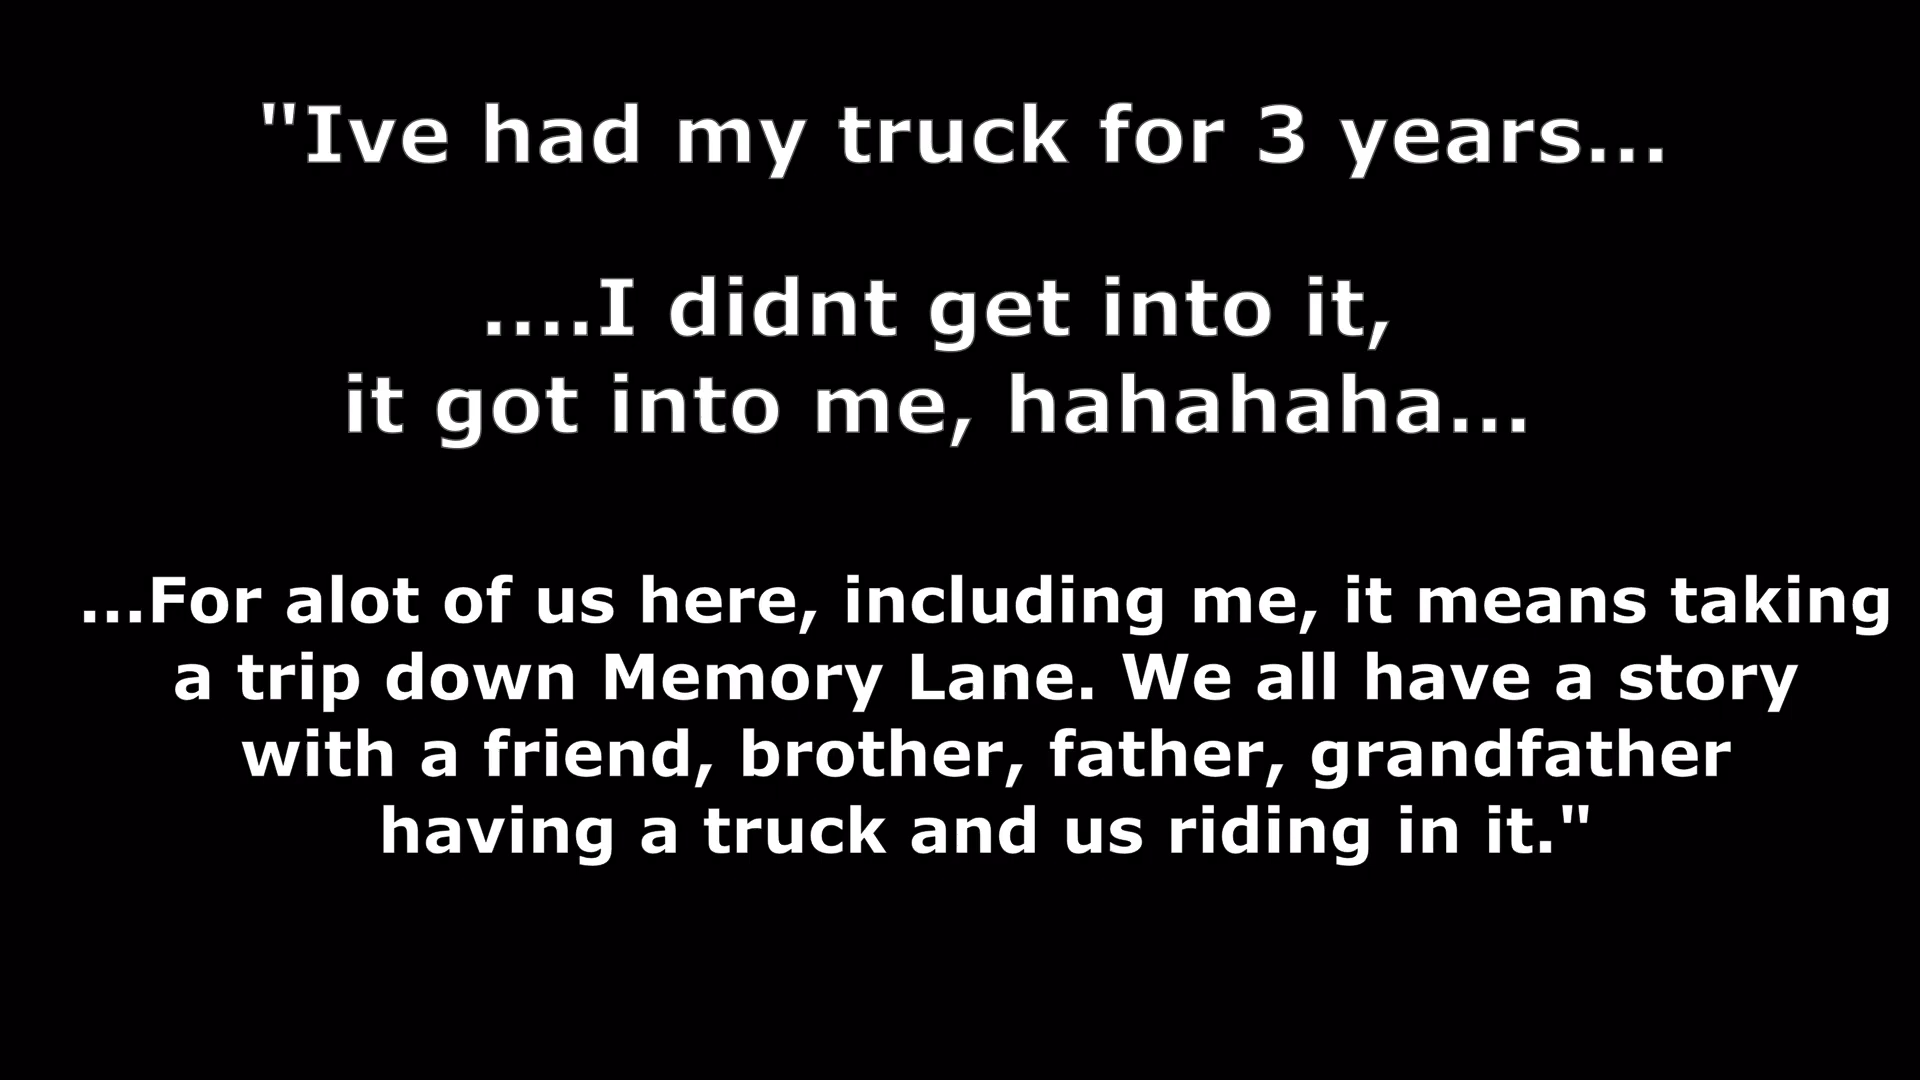 "Ive had my truck for 3 years...
....I didnt get into it,
it got into me, hahahaha...
...For alot of us here, including me, it means taking
a trip down Memory Lane. We all have a story
with a friend, brother, father, grandfather
having a truck and us riding in it."